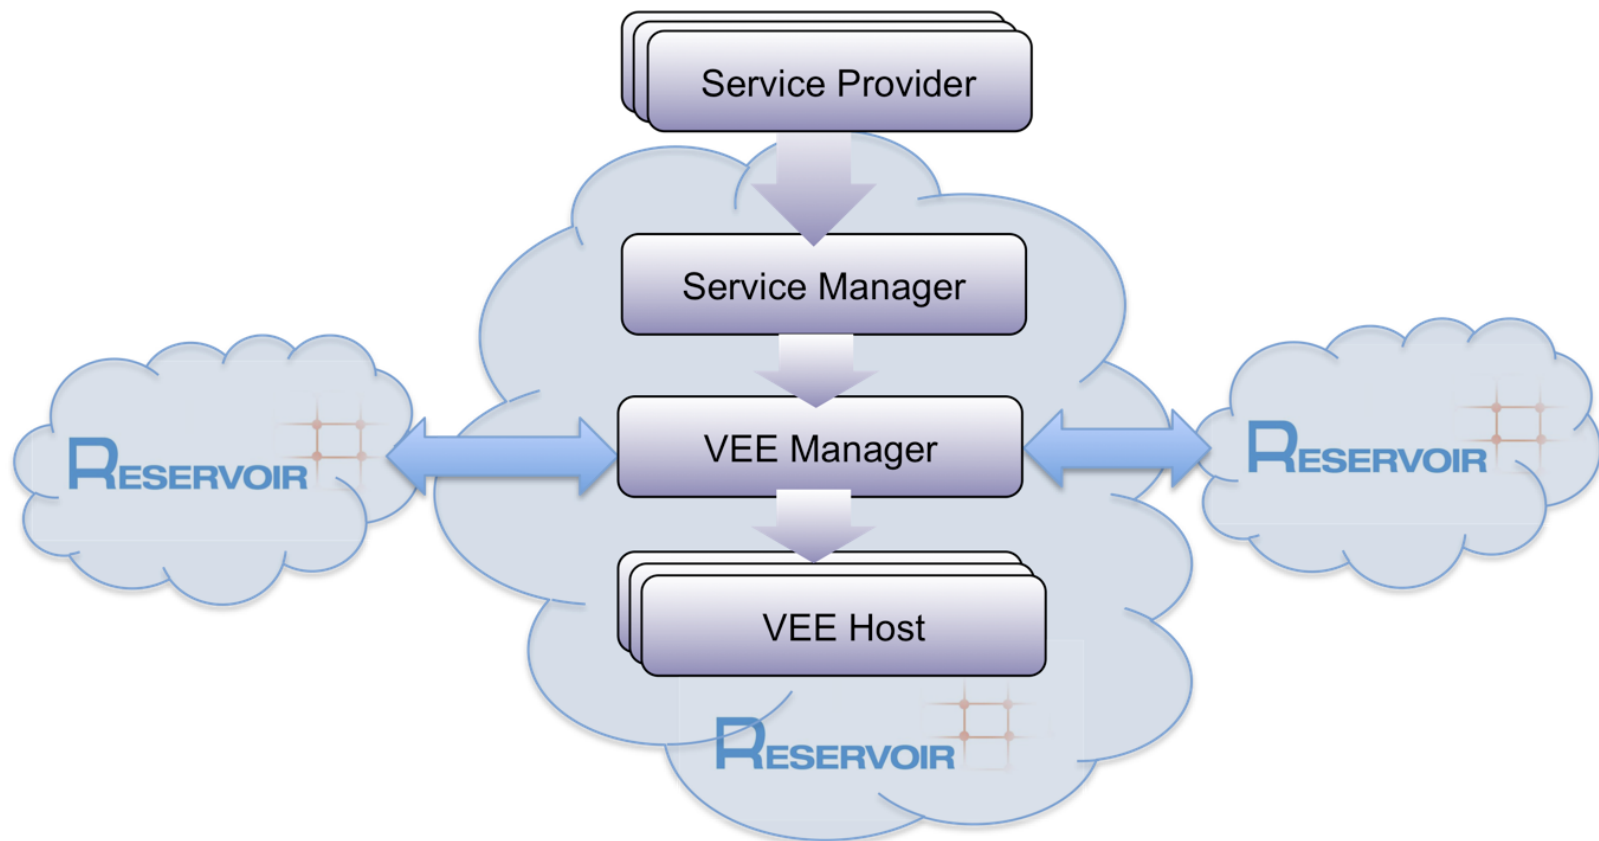 Service Provider
Service Manager
RESERVOIR
VEE Manager
RESERVOIR
VEE Host
RESERVOIR